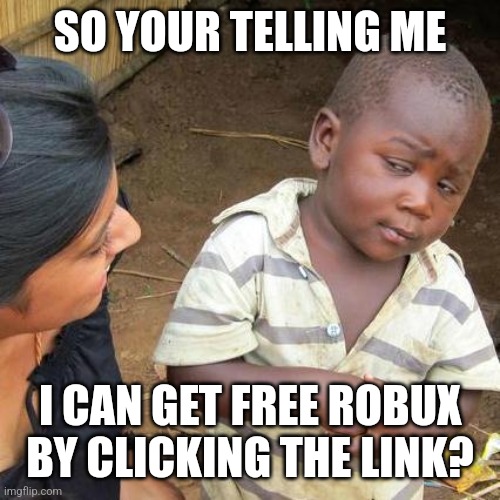 SO YOUR TELLING ME
I CAN GET FREE ROBUX
BY CLICKING THE LINK?
imgflip.com